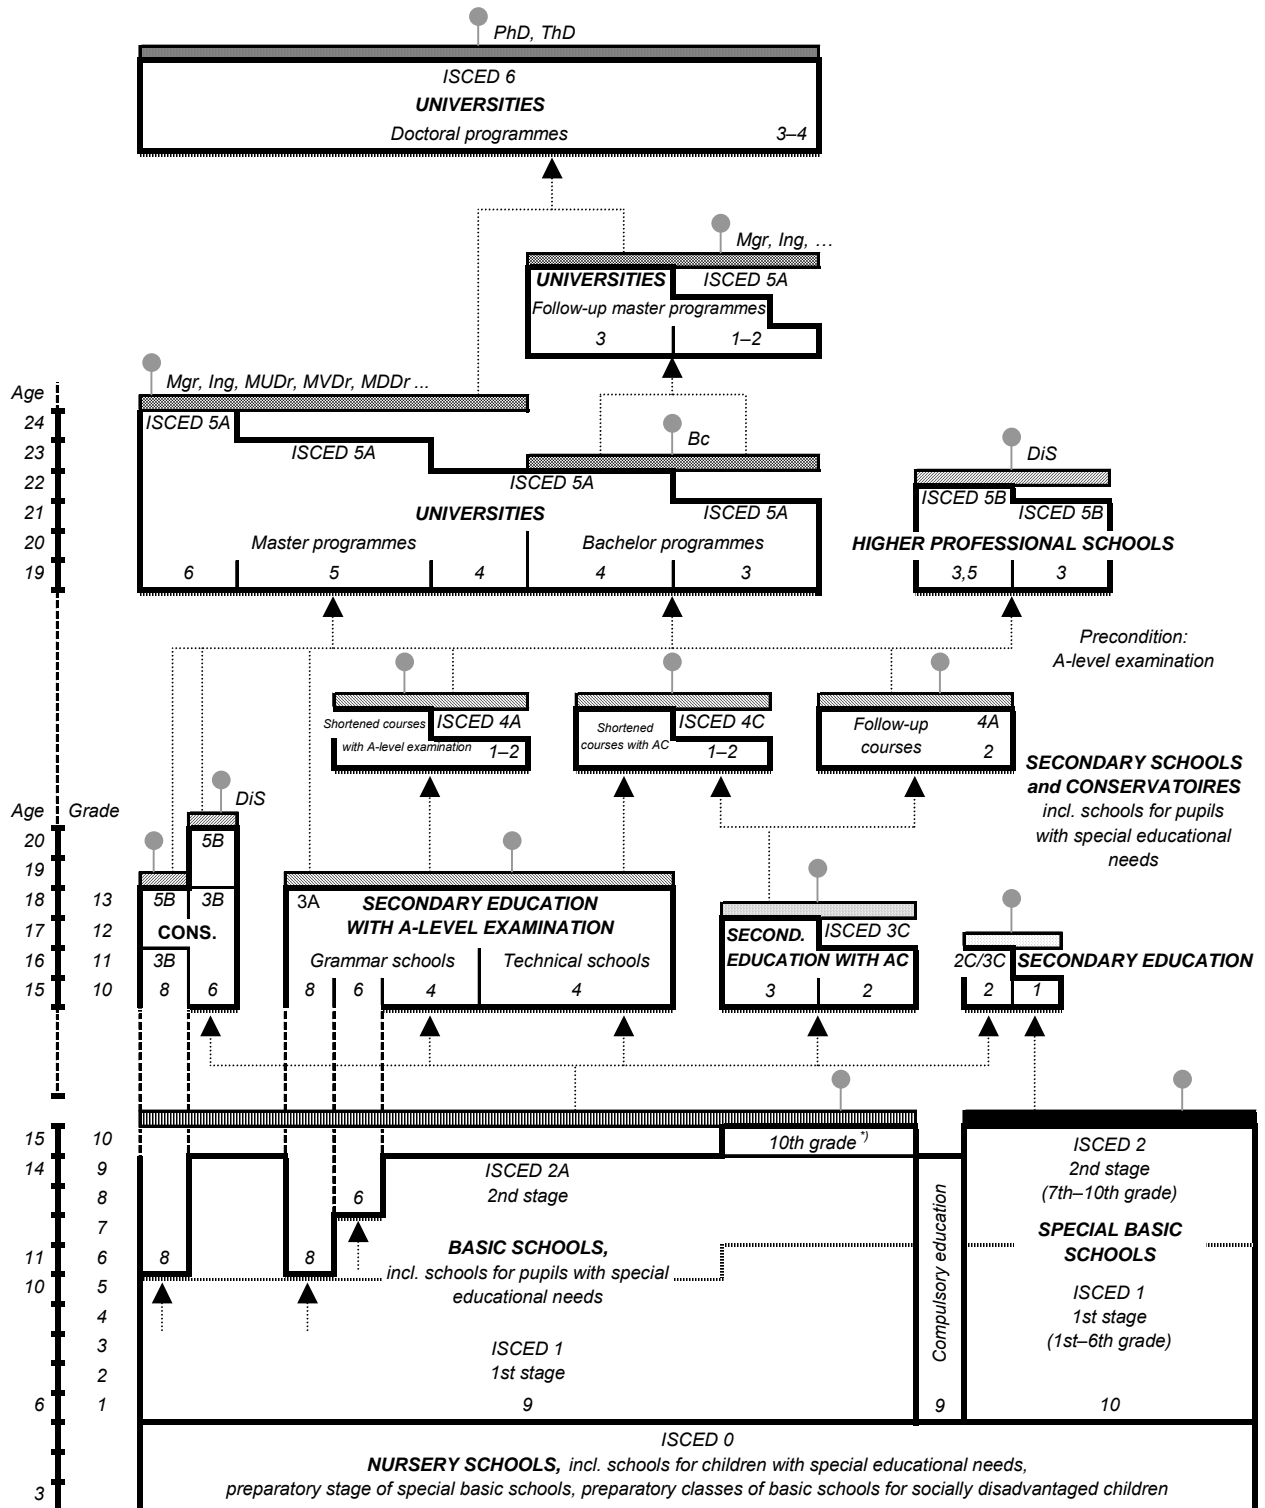 PhD, ThD
ISCED 6
UNIVERSITIES
Doctoral programmes 3–4
Mgr, Ing, …
UNIVERSITIES ISCED 5A
Follow-up master programmes
3 1–2
Mgr, Ing, MUDr, MVDr, MDDr ...
Age
24 ISCED 5A
Bc
23 ISCED 5A
DiS
22 ISCED 5A
ISCED 5B
21 UNIVERSITIES ISCED 5A ISCED 5B
20 Master programmes Bachelor programmes HIGHER PROFESSIONAL SCHOOLS
19 6 5 4 4 3 3,5 3
Precondition:
A-level examination
Shortened courses ISCED 4A
with A-level examination 1–2
Shortened ISCED 4C
courses with AC 1–2
Follow-up 4A
courses 2
SECONDARY SCHOOLS
and CONSERVATOIRES
incl. schools for pupils
with special educational
needs
DiS
Age Grade
20 5B
19
18 13 5B 3B 3A SECONDARY EDUCATION
WITH A-LEVEL EXAMINATION
17 12 CONS. SECOND. ISCED 3C
16 11 3B Grammar schools Technical schools EDUCATION WITH AC 2C/3C SECONDARY EDUCATION
15 10 8 6 8 6 4 4 3 2 2 1
15 10 10th grade *) ISCED 2
14 9 ISCED 2A 2nd stage
8 6 2nd stage (7th–10th grade)
7 SPECIAL BASIC
BASIC SCHOOLS, SCHOOLS
11 6 8 8 incl. schools for pupils with special
10 5 educational needs ISCED 1
4 1st stage
3 ISCED 1 (1st–6th grade)
2 1st stage
Compulsory education
6 1 9 9 10
ISCED 0
NURSERY SCHOOLS, incl. schools for children with special educational needs,
3 preparatory stage of special basic schools, preparatory classes of basic schools for socially disadvantaged children